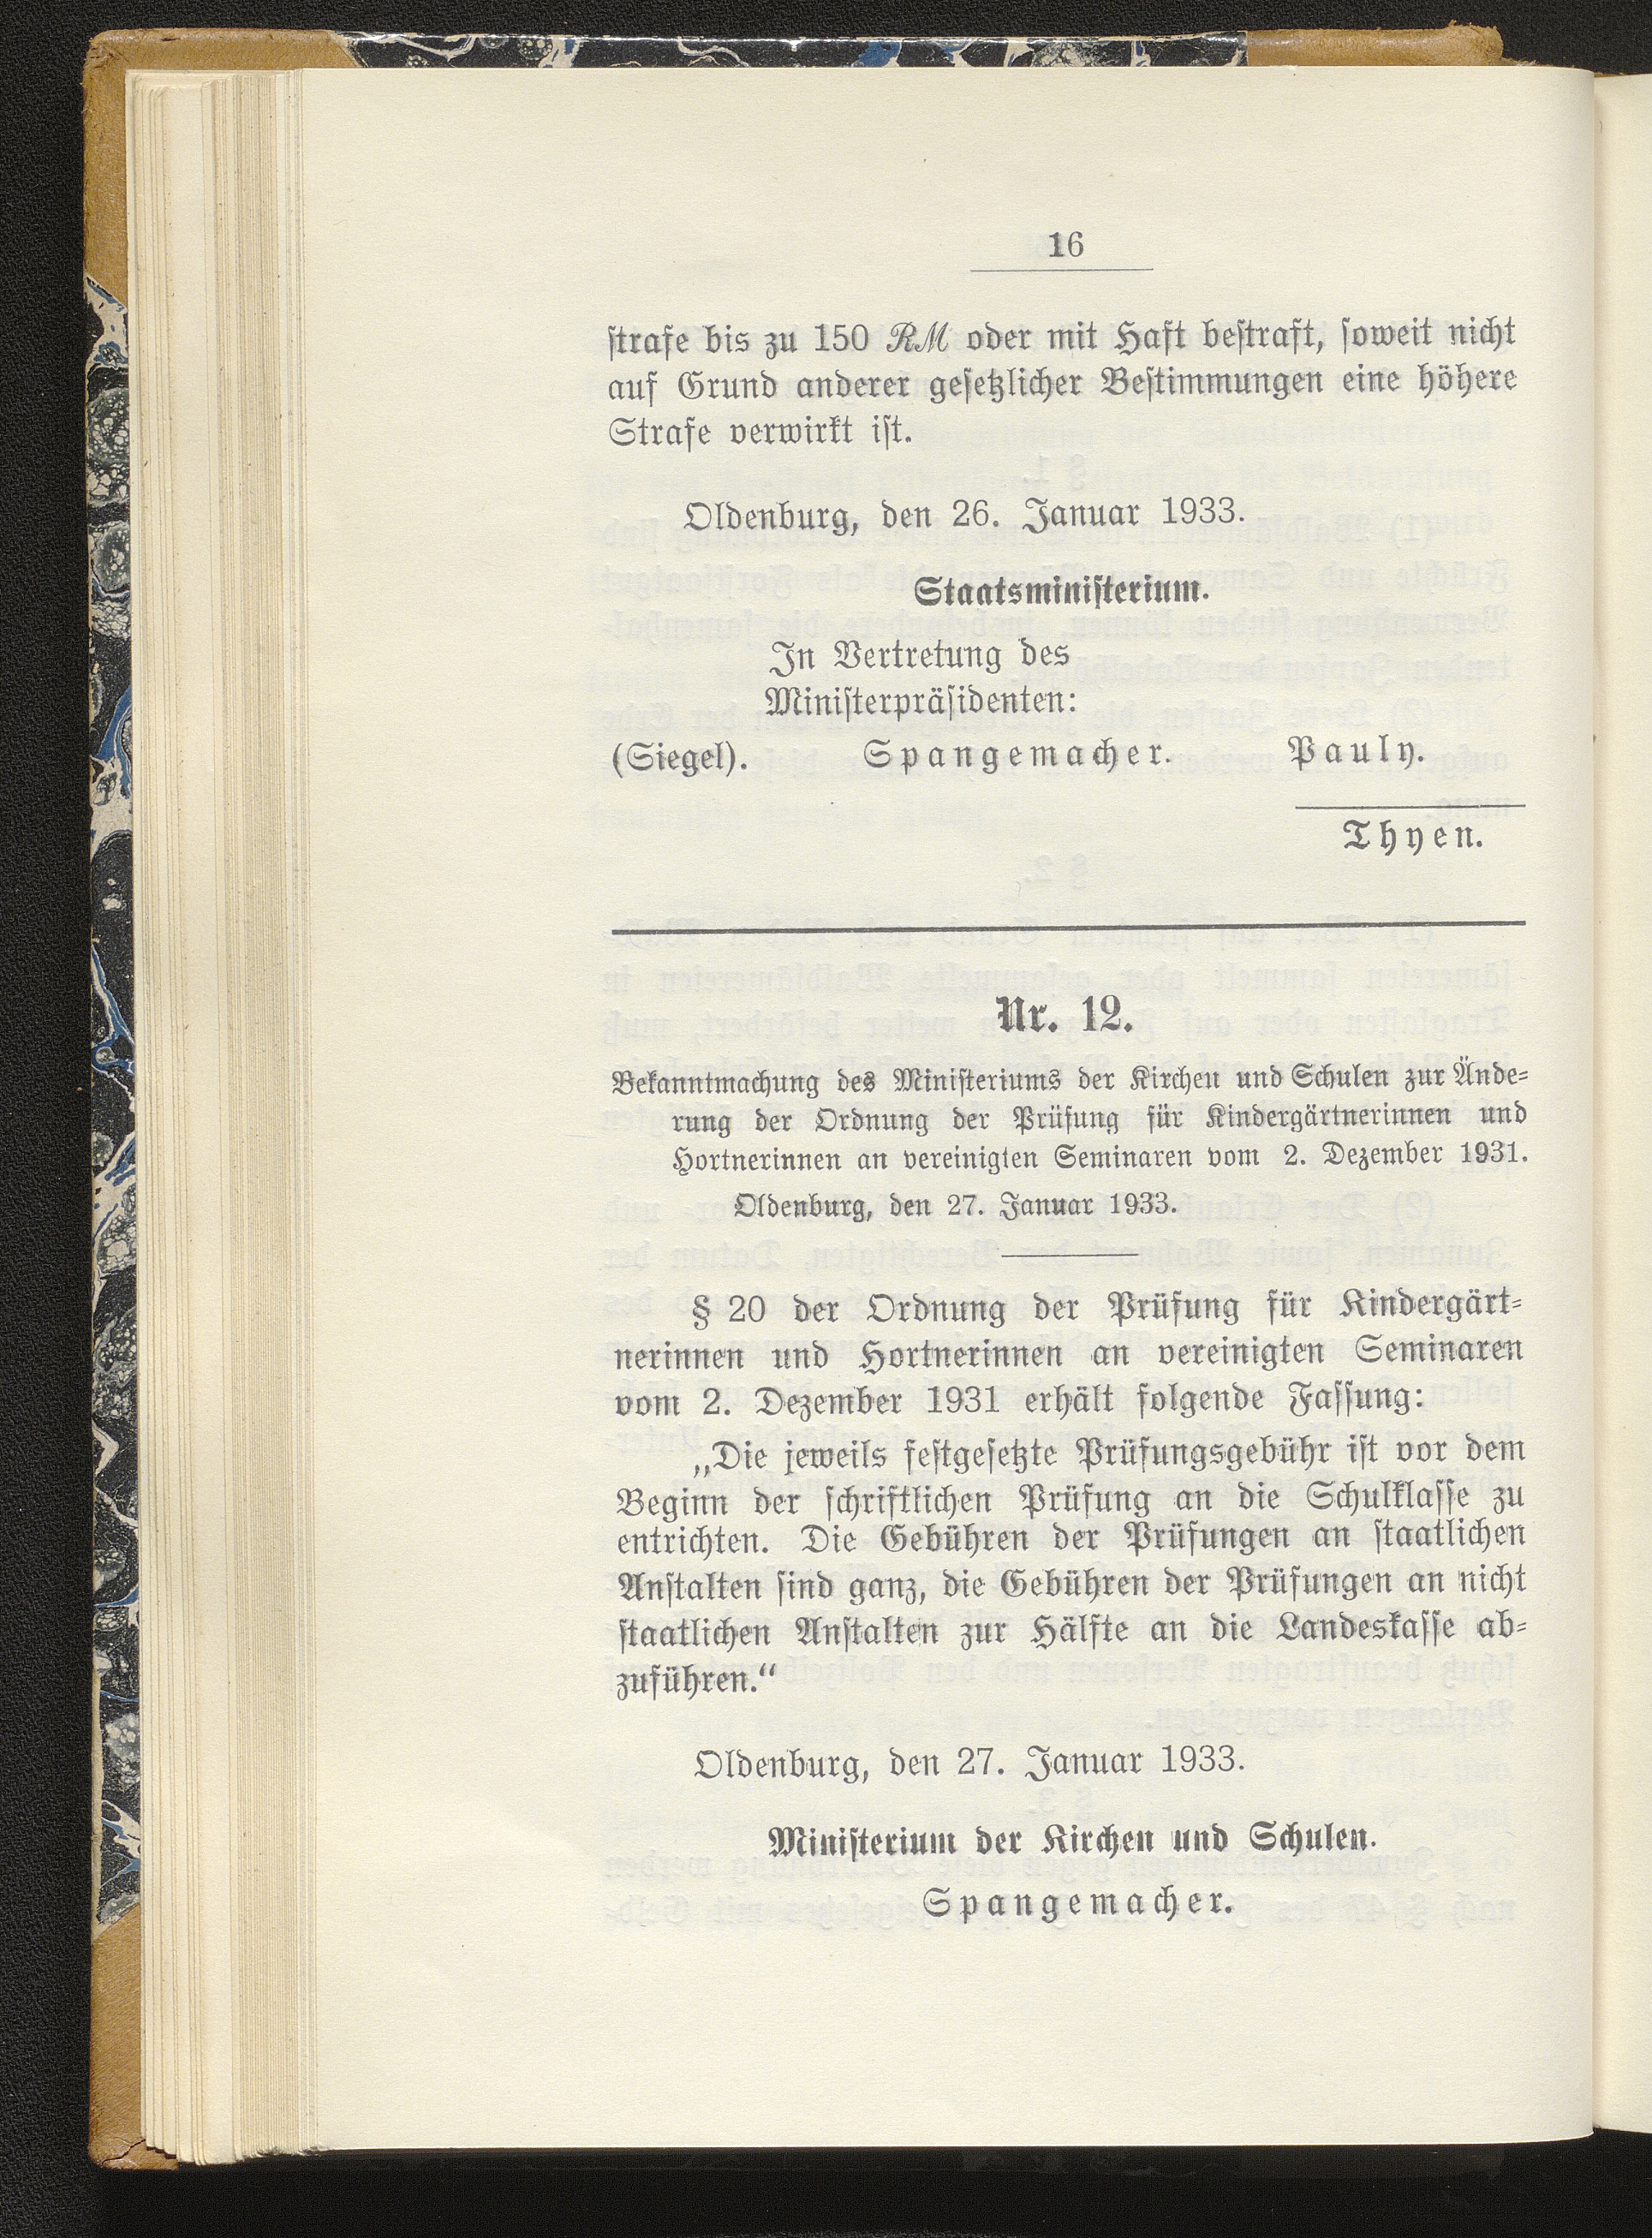 16
strafe bis zu 150 RM oder mit Haft bestraft, soweit nicht
auf Grund anderer gesetzlicher Bestimmungen eine höhere
Strafe verwirkt ist.
Oldenburg, den 26. Januar 1933.
Staatsministerium.
In Vertretung des
Ministerpräsidenten:
(Siegel). Spangemacher. Pauly.
Thyen.
Nr. 12.
Bekanntmachung des Ministeriums der Kirchen und Schulen zur Ände-
rung der Ordnung der Prüfung für Kindergärtnerinnen und
Hortnerinnen an vereinigten Seminaren vom 2. Dezember 1931.
Oldenburg, den 27. Januar 1933.
§ 20 der Ordnung der Prüfung für Kindergärt-
nerinnen und Hortnerinnen an vereinigten Seminaren
vom 2. Dezember 1931 erhält folgende Fassung:
„Die jeweils festgesetzte Prüfungsgebühr ist vor dem
Beginn der schriftlichen Prüfung an die Schulklasse zu
entrichten. Die Gebühren der Prüfungen an staatlichen
Anstalten sind ganz, die Gebühren der Prüfungen an nicht
staatlichen Anstalten zur Hälfte an die Landeskasse ab-
zuführen.“
Oldenburg, den 27. Januar 1933.
Ministerium der Kirchen und Schulen.
Spangemacher.